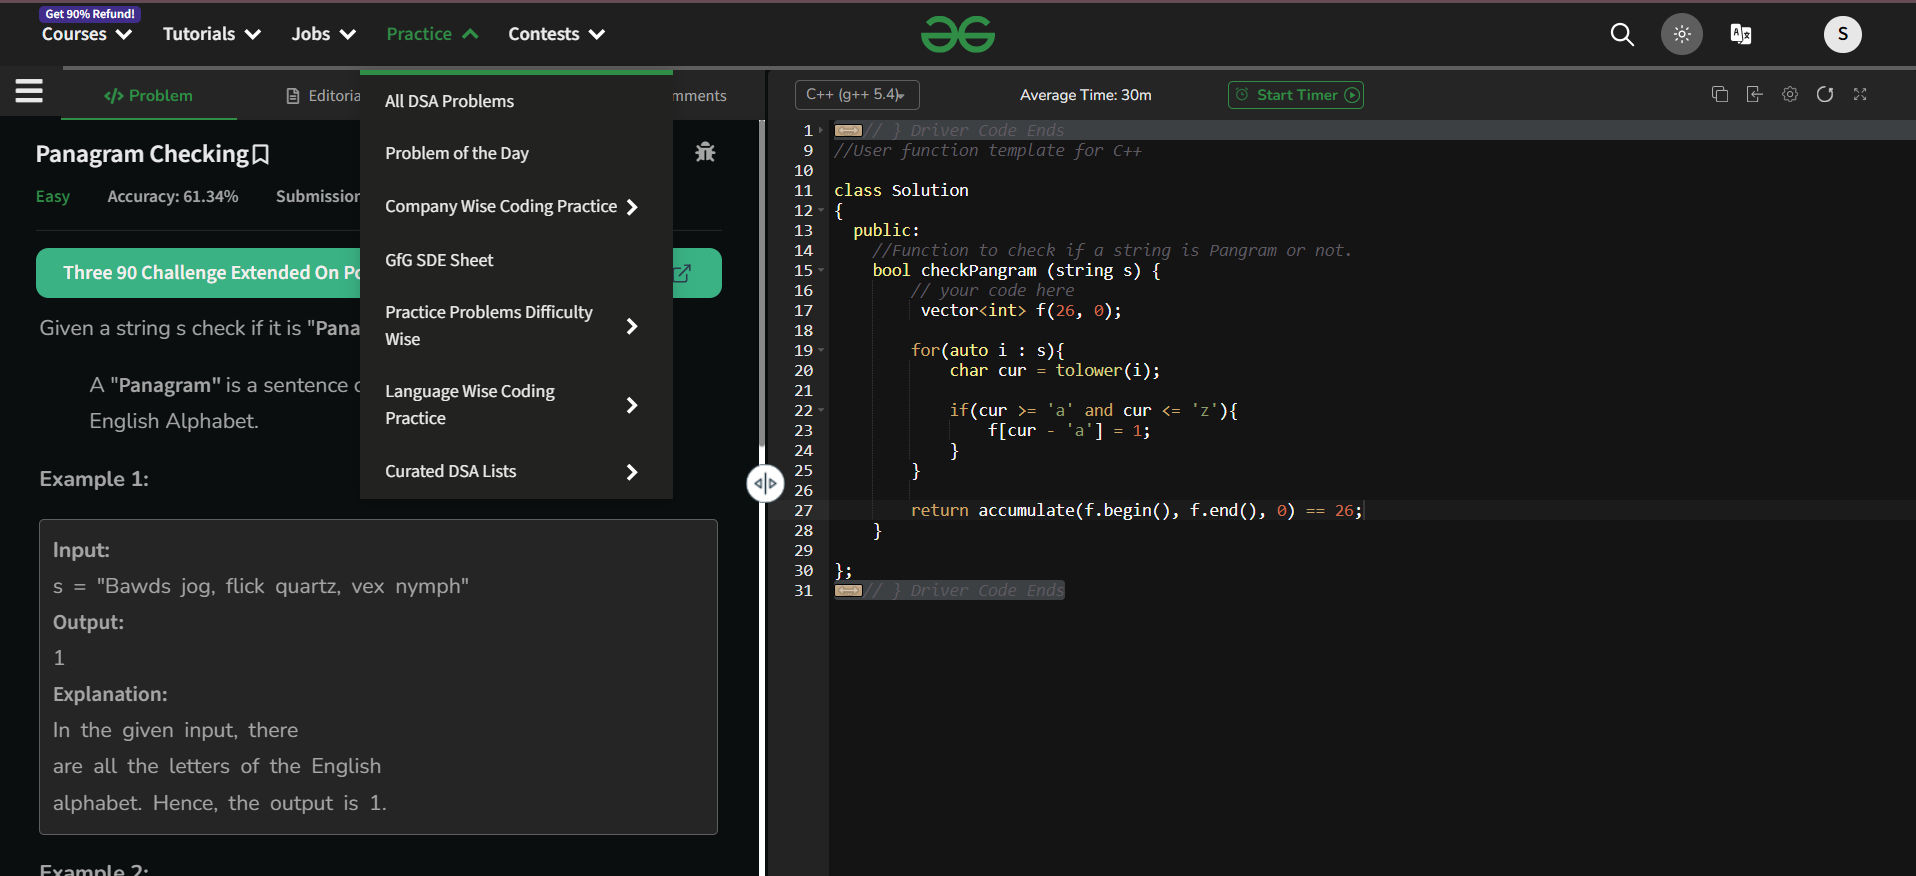 Get 90% Refund!
Courses
Tutorials
Jobs
Practice
Contests
S
</> Problem
Editoria
mments
C++ (g++ 5.4)
Average Time: 30m
Start Timer
All DSA Problems
Problem of the Day
Company Wise Coding Practice
GfG SDE Sheet
Practice Problems Difficulty
Wise
Language Wise Coding
Practice
Curated DSA Lists
Panagram Checking
Easy
Accuracy: 61.34%
Submission
Three 90 Challenge Extended On Po
Given a string s check if it is "Pana
A "Panagram" is a sentence c
English Alphabet.
Example 1:
Input:
s = "Bawds jog, flick quartz, vex nymph"
Output:
1
Explanation:
In the given input, there
are all the letters of the English
alphabet. Hence, the output is 1.
Example 2:
1 // } Driver Code Ends
9 //User function template for C++
10
11 class Solution
12 {
13 public:
14 //Function to check if a string is Pangram or not.
15 bool checkPangram (string s) {
16 // your code here
17 vector<int> f(26, 0);
18
19 for(auto i : s){
20 char cur = tolower(i);
21
22 if(cur >= 'a' and cur <= 'z'){
23 f[cur - 'a'] = 1;
24 }
25 }
26
27 return accumulate(f.begin(), f.end(), 0) == 26;
28 }
29
30 };
31 // } Driver Code Ends